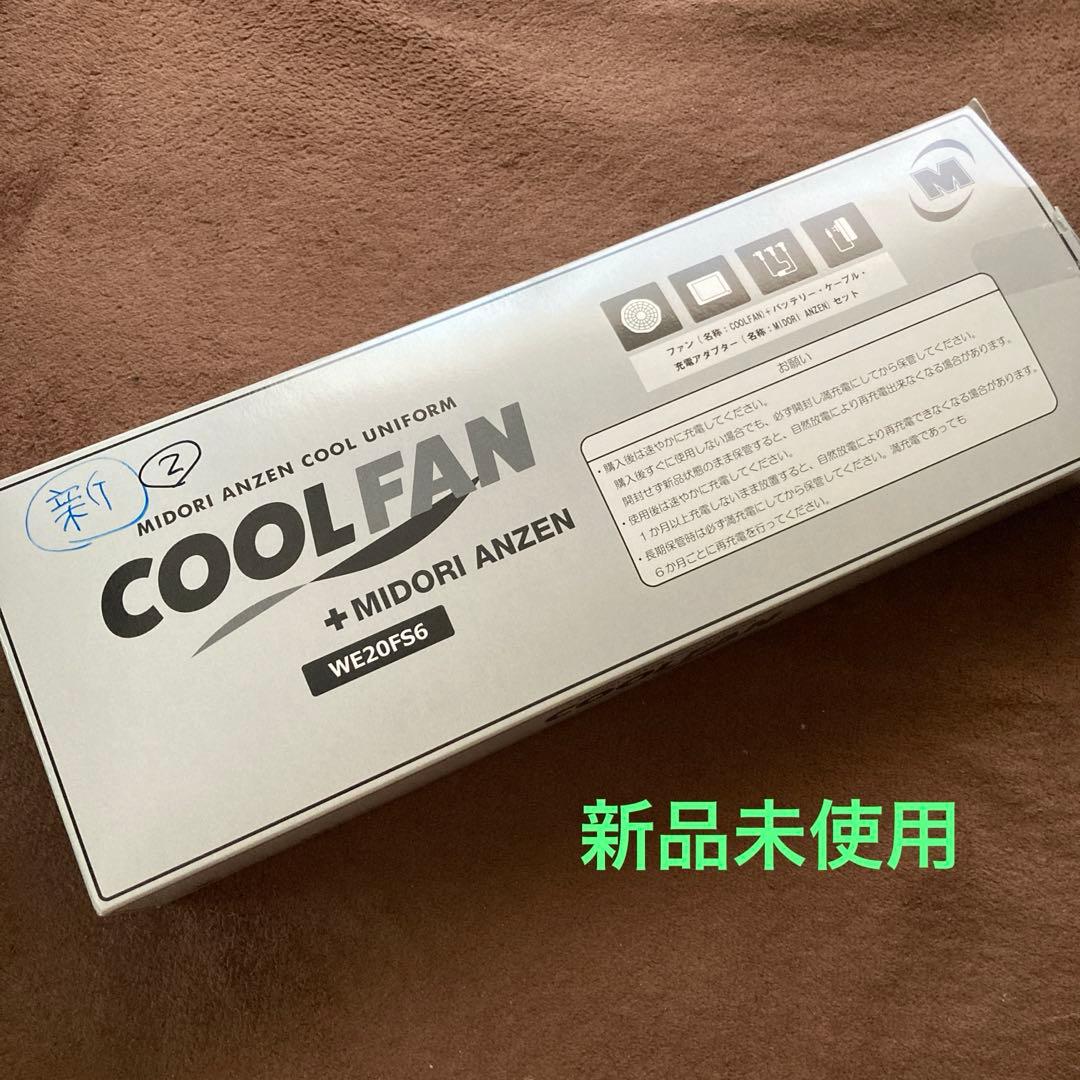 M
ファン(名称:COOLFAN)+バッテリー・ケーブル・
充電アダプター(名称:MIDORI ANZEN)セット
お願い
・購入後は速やかに充電してください。
購入後すぐに使用しない場合でも、必ず開封し満充電にしてから保管してください。
開封せず新品状態のまま保管すると、自然放電により再充電出来なくなる場合があります。
・使用後は速やかに充電してください。
1か月以上充電しないまま放置すると、自然放電により再充電できなくなる場合があります。
・長期保管時は必ず満充電にしてから保管してください。満充電であっても
6か月ごとに再充電を行ってください。
新
2
MIDORI ANZEN COOL UNIFORM
COOLFAN
+MIDORI ANZEN
WE20FS6
新品未使用